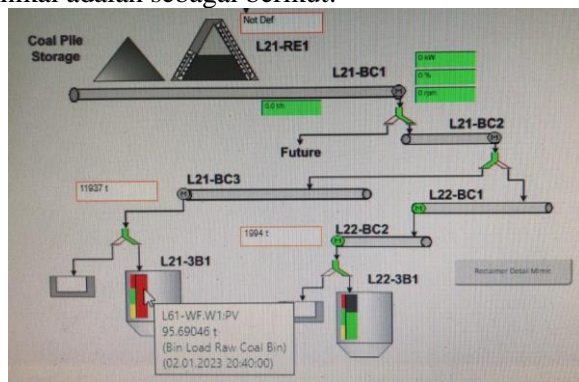 Not Def
Coal Pile
Storage
L21-RE1
L21-BC1
0 kW
0 %
0 rpm
0.0 t/h
L21-BC2
Future
L21-BC3
11937 t
L22-BC1
1994 t
L22-BC2
L21-3B1
L22-3B1
Reclaimer Detail Mimic
L61-WF.W1:PV
95.69046 t
(Bin Load Raw Coal Bin)
(02.01.2023 20:40:00)